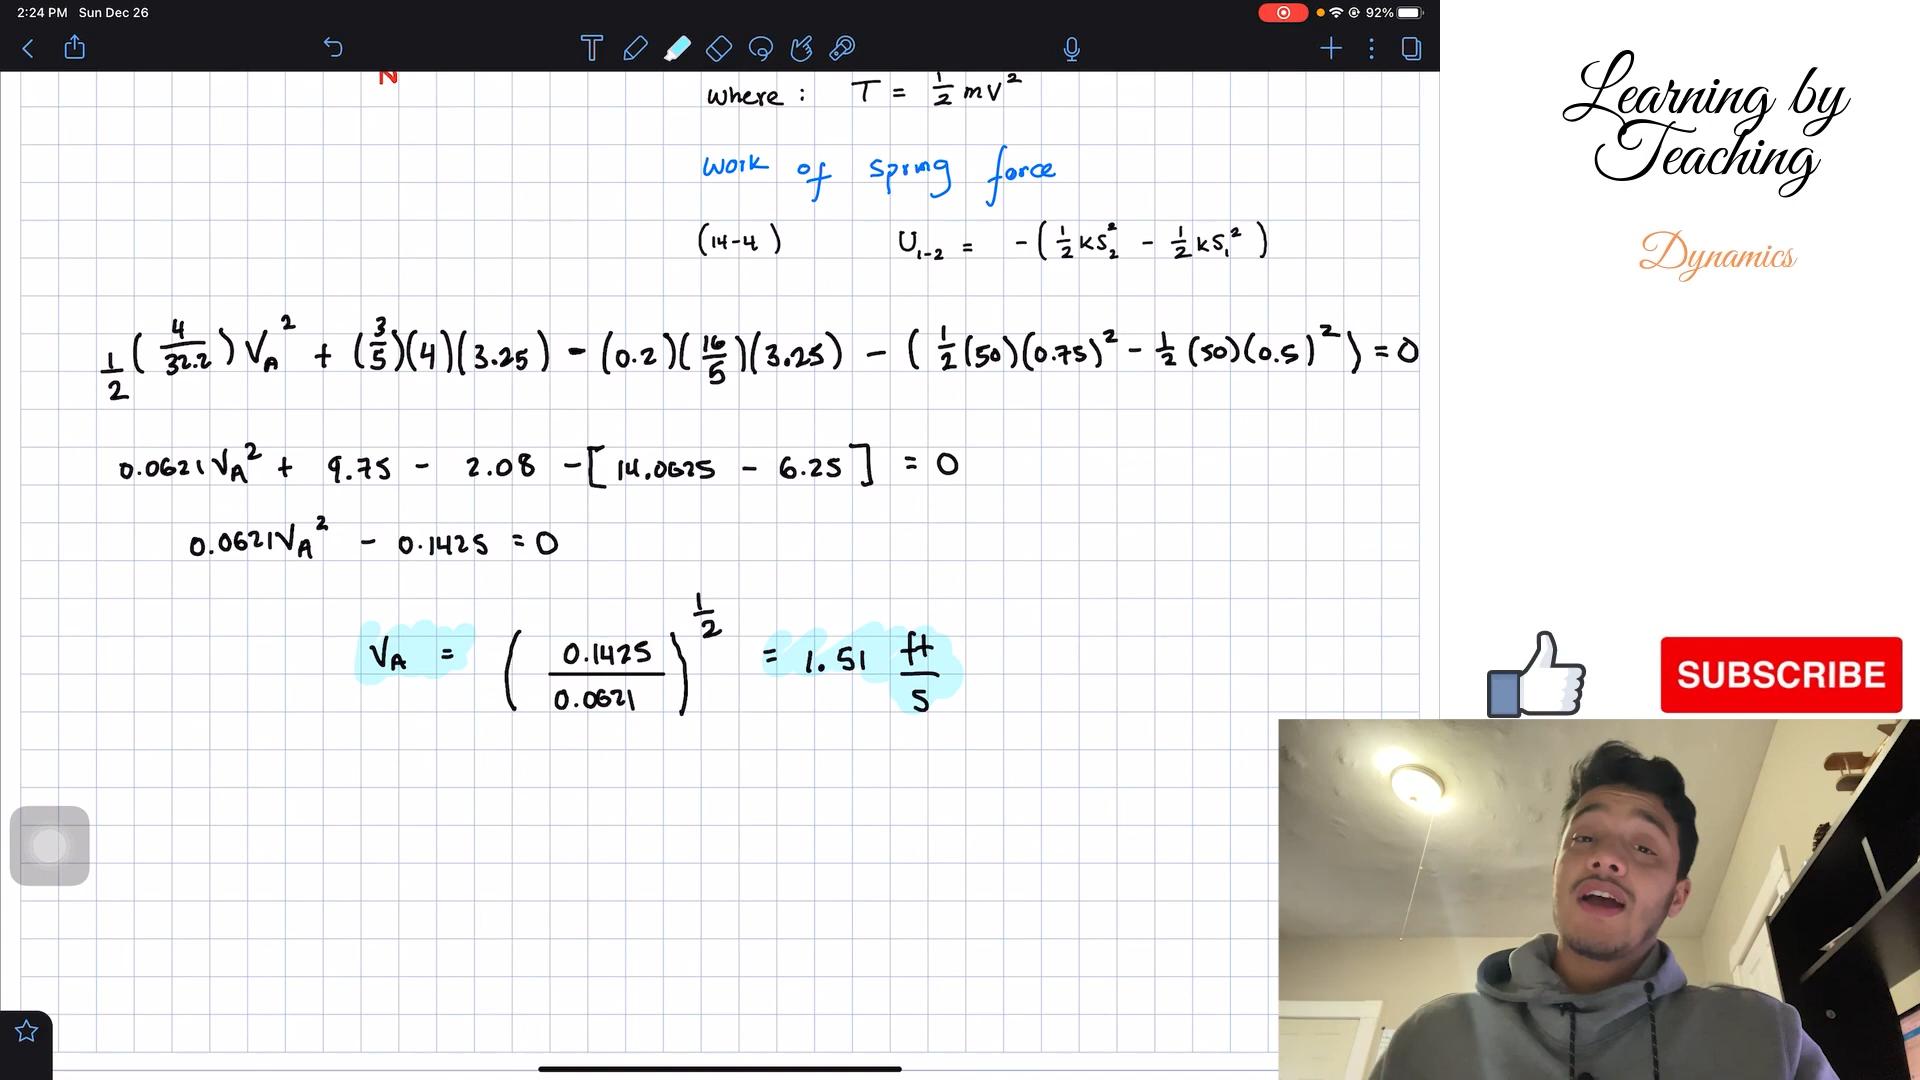 2:24 PM Sun Dec 26
92%
N
where : T = 1/2 mv²
Learning by
Teaching
Dynamics
work of spring force
(14-4) U₁₋₂ = -(1/2 kS₂² - 1/2 kS₁²)
1/2 (4/32.2) VA² + (3/5)(4)(3.25) - (0.2)(16/5)(3.25) - (1/2 (50)(0.75)² - 1/2 (50)(0.5)²) = 0
0.0621 VA² + 9.75 - 2.08 - [14.0625 - 6.25] = 0
0.0621VA² - 0.1425 = 0
VA = (0.1425/0.0621)^1/2 = 1.51 ft/s
SUBSCRIBE